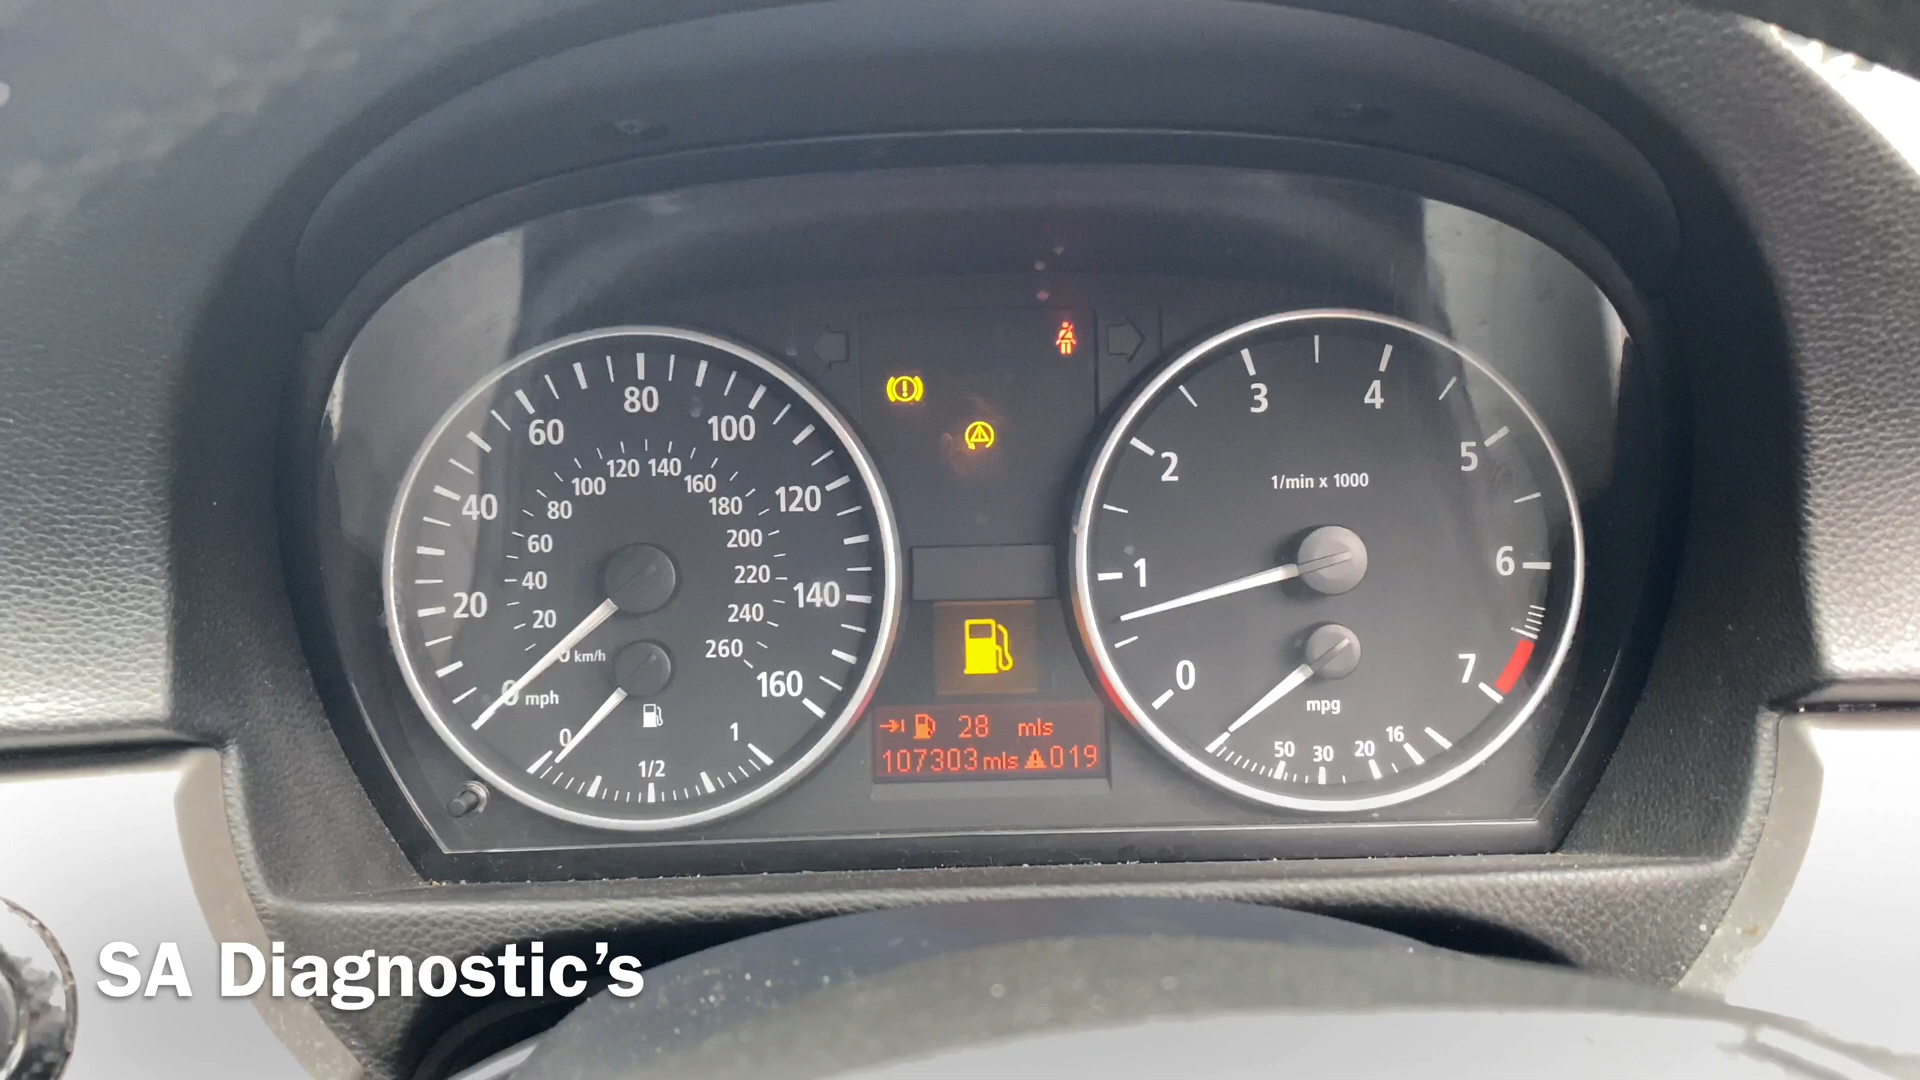 20 40 60 80 100 120 140 160
mph
20 40 60 80 100 120 140 160 180 200 220 240 260
0 km/h
0 1/2 1
28 mls
107303 mls 019
0 1 2 3 4 5 6 7
1/min x 1000
mpg
50 30 20 16
SA Diagnostic’s